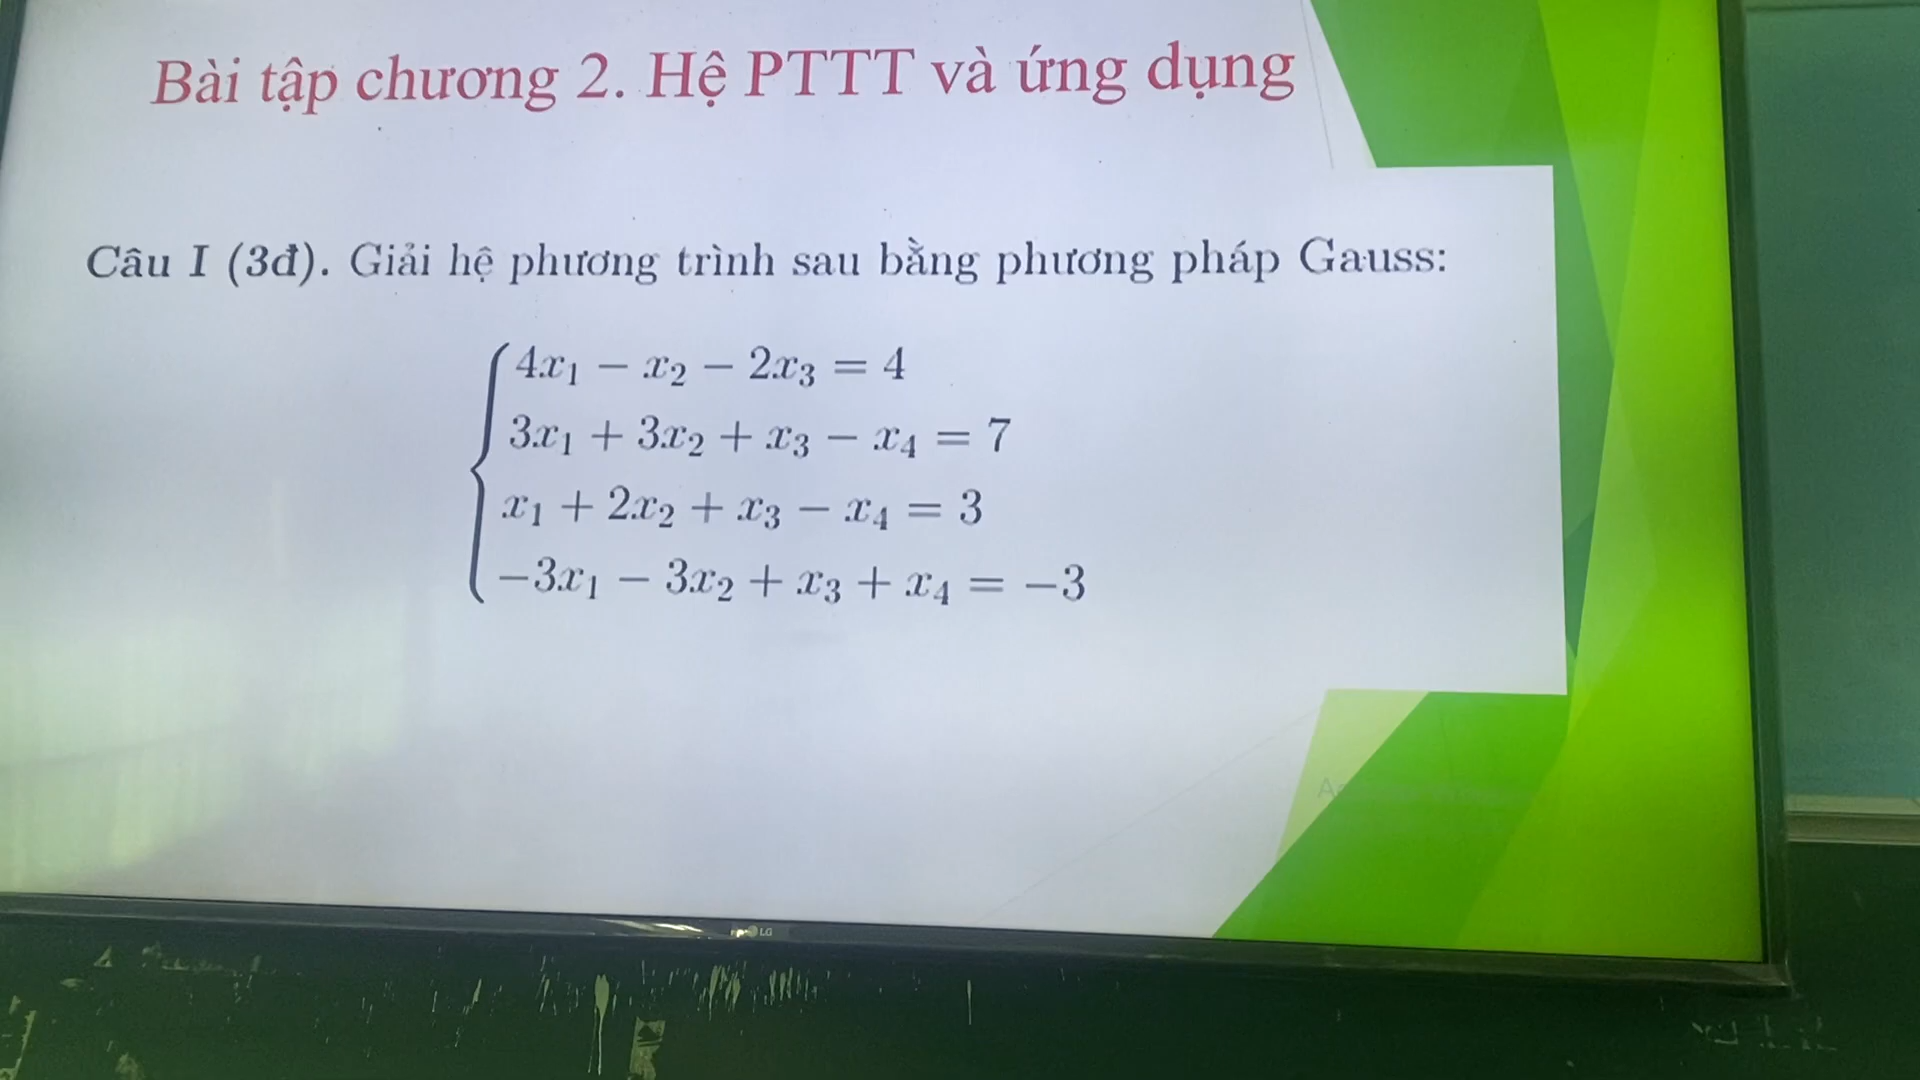 Bài tập chương 2. Hệ PTTT và ứng dụng
Câu I (3đ). Giải hệ phương trình sau bằng phương pháp Gauss:
4x₁ − x₂ − 2x₃ = 4
3x₁ + 3x₂ + x₃ − x₄ = 7
x₁ + 2x₂ + x₃ − x₄ = 3
−3x₁ − 3x₂ + x₃ + x₄ = −3
LG